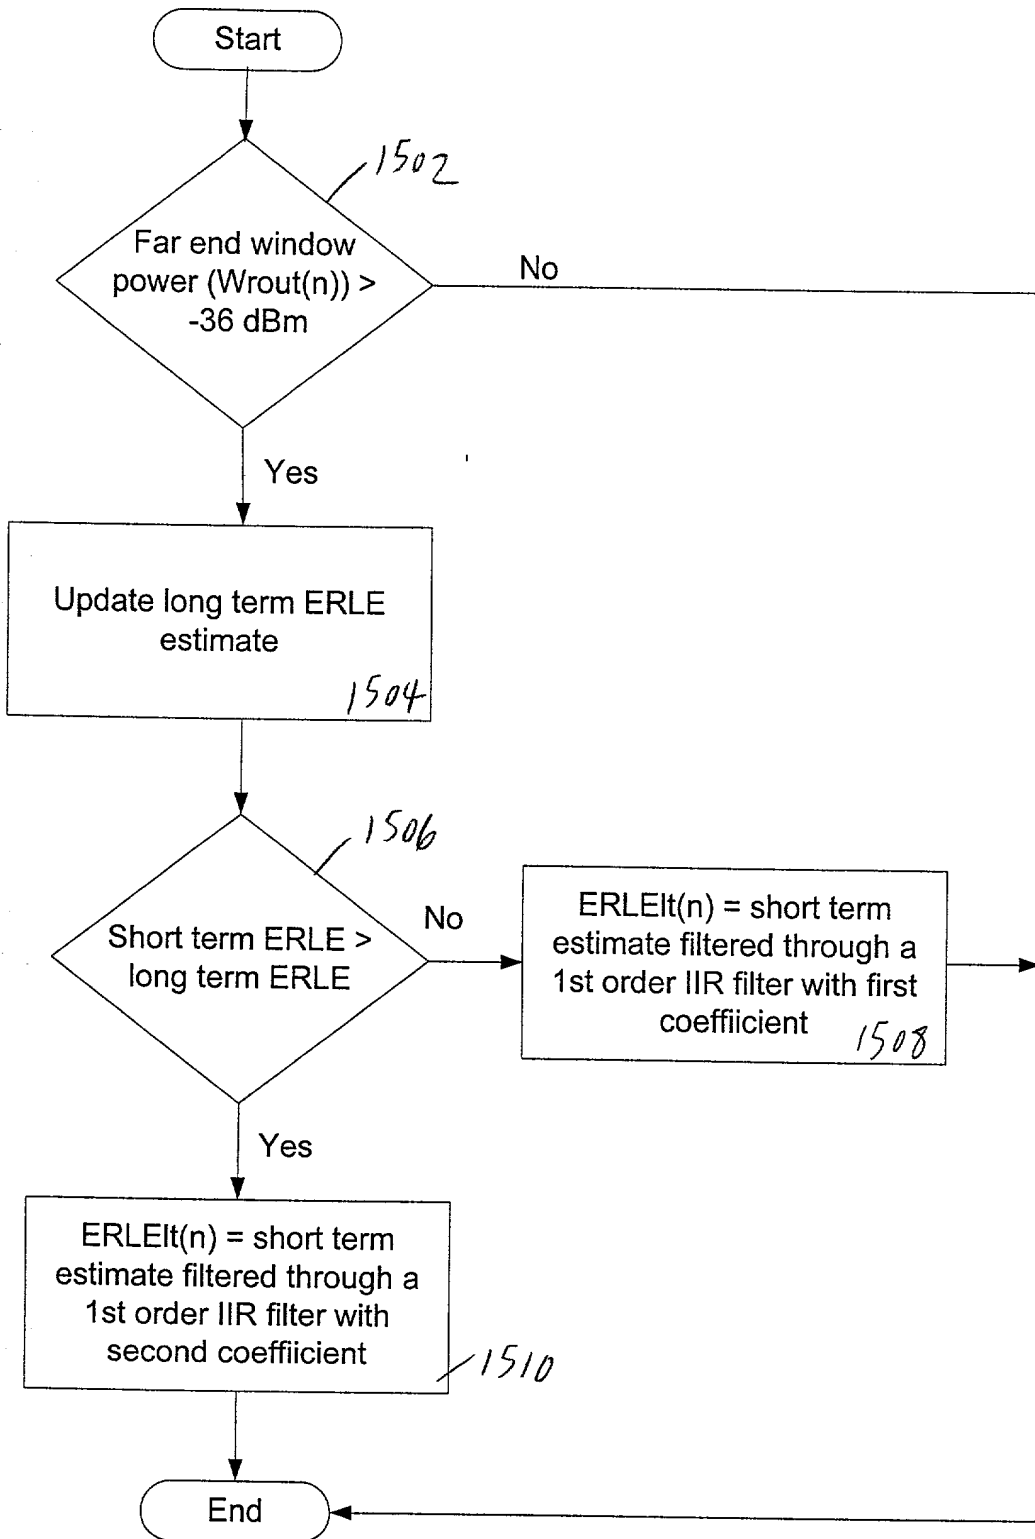 Start
1502
Far end window
power (Wrout(n)) >
-36 dBm
No
Yes
Update long term ERLE
estimate
1504
1506
Short term ERLE >
long term ERLE
No
ERLElt(n) = short term
estimate filtered through a
1st order IIR filter with first
coeffiicient
1508
Yes
ERLElt(n) = short term
estimate filtered through a
1st order IIR filter with
second coeffiicient
1510
End